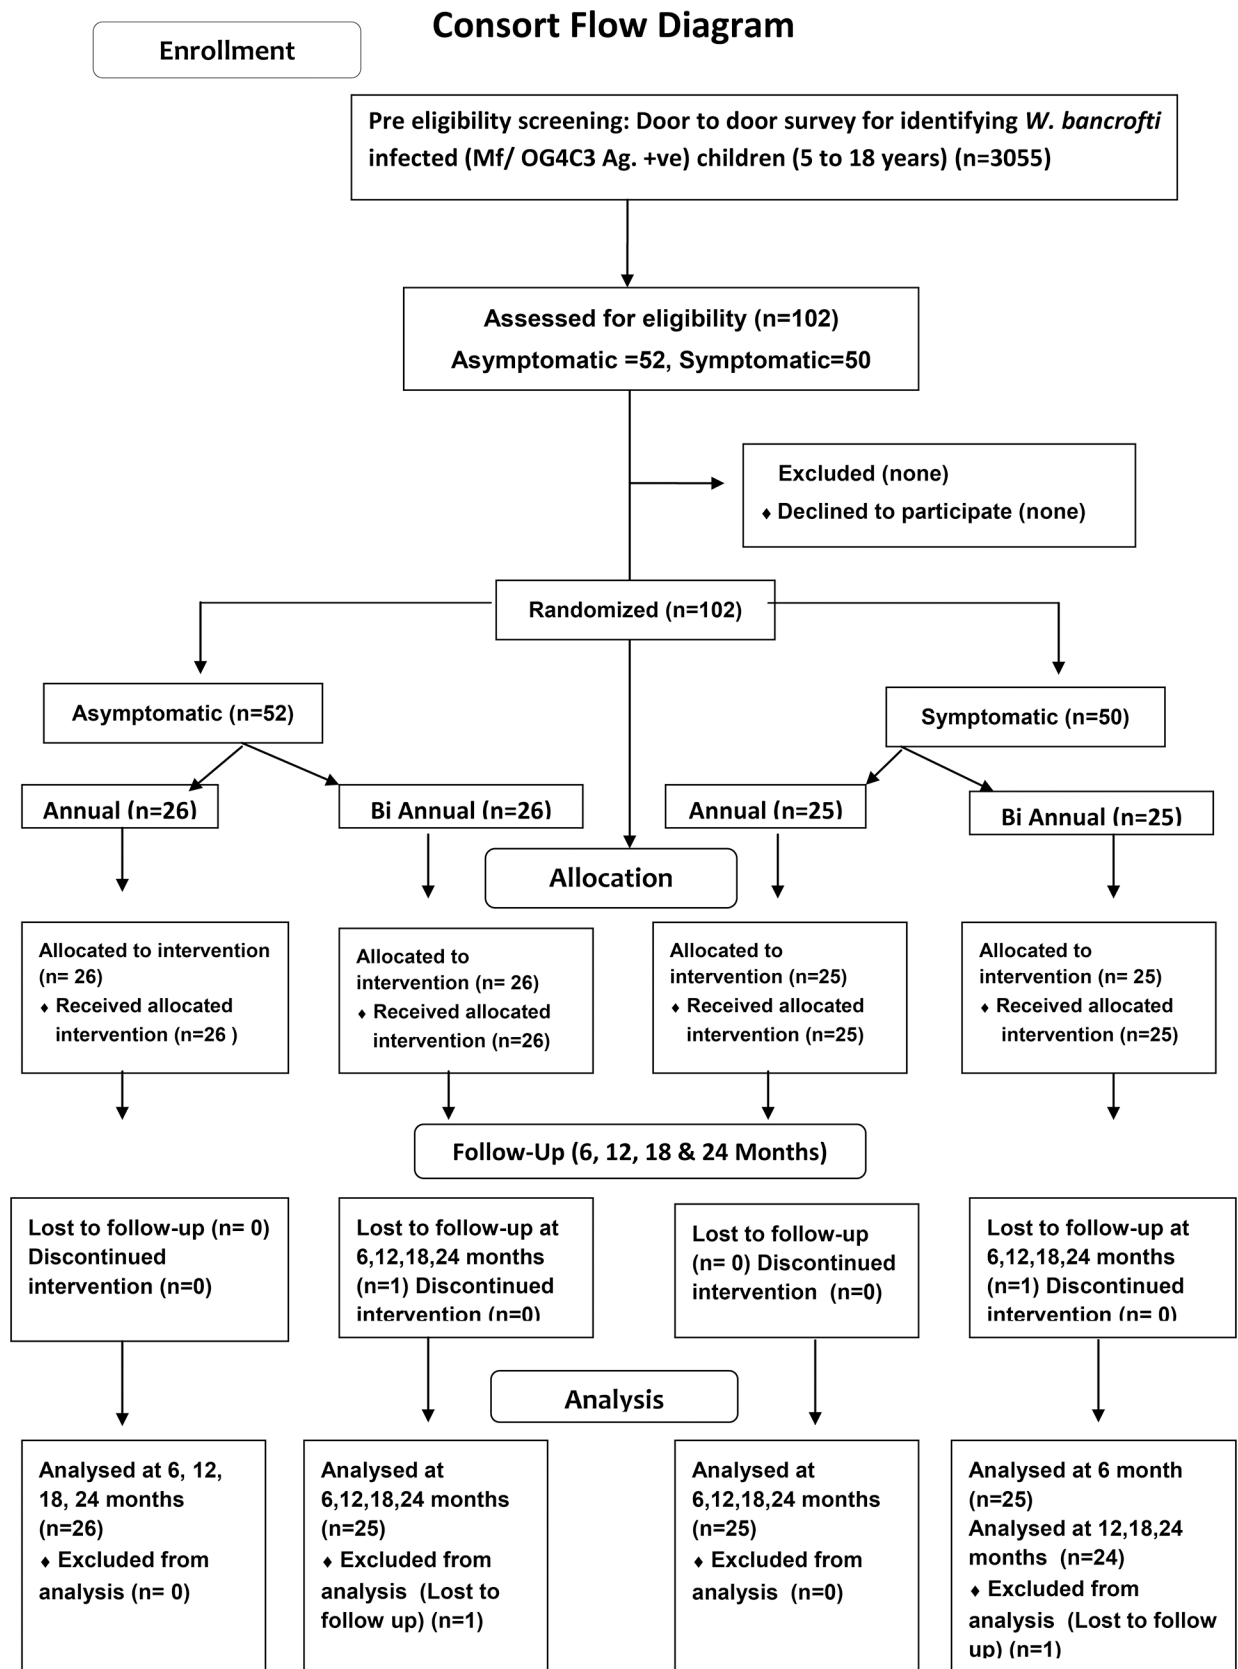 Consort Flow Diagram
Enrollment
Pre eligibility screening: Door to door survey for identifying W. bancrofti
infected (Mf/ OG4C3 Ag. +ve) children (5 to 18 years) (n=3055)
Assessed for eligibility (n=102)
Asymptomatic =52, Symptomatic=50
Excluded (none)
♦ Declined to participate (none)
Randomized (n=102)
Asymptomatic (n=52)
Symptomatic (n=50)
Annual (n=26)
Bi Annual (n=26)
Annual (n=25)
Bi Annual (n=25)
Allocation
Allocated to intervention
(n= 26)
♦ Received allocated
intervention (n=26 )
Allocated to
intervention (n= 26)
♦ Received allocated
intervention (n=26)
Allocated to
intervention (n=25)
♦ Received allocated
intervention (n=25)
Allocated to
intervention (n= 25)
♦ Received allocated
intervention (n=25)
Follow-Up (6, 12, 18 & 24 Months)
Lost to follow-up (n= 0)
Discontinued
intervention (n=0)
Lost to follow-up at
6,12,18,24 months
(n=1) Discontinued
intervention (n=0)
Lost to follow-up
(n= 0) Discontinued
intervention (n=0)
Lost to follow-up at
6,12,18,24 months
(n=1) Discontinued
intervention (n= 0)
Analysis
Analysed at 6, 12,
18, 24 months
(n=26)
♦ Excluded from
analysis (n= 0)
Analysed at
6,12,18,24 months
(n=25)
♦ Excluded from
analysis (Lost to
follow up) (n=1)
Analysed at
6,12,18,24 months
(n=25)
♦ Excluded from
analysis (n=0)
Analysed at 6 month
(n=25)
Analysed at 12,18,24
months (n=24)
♦ Excluded from
analysis (Lost to follow
up) (n=1)